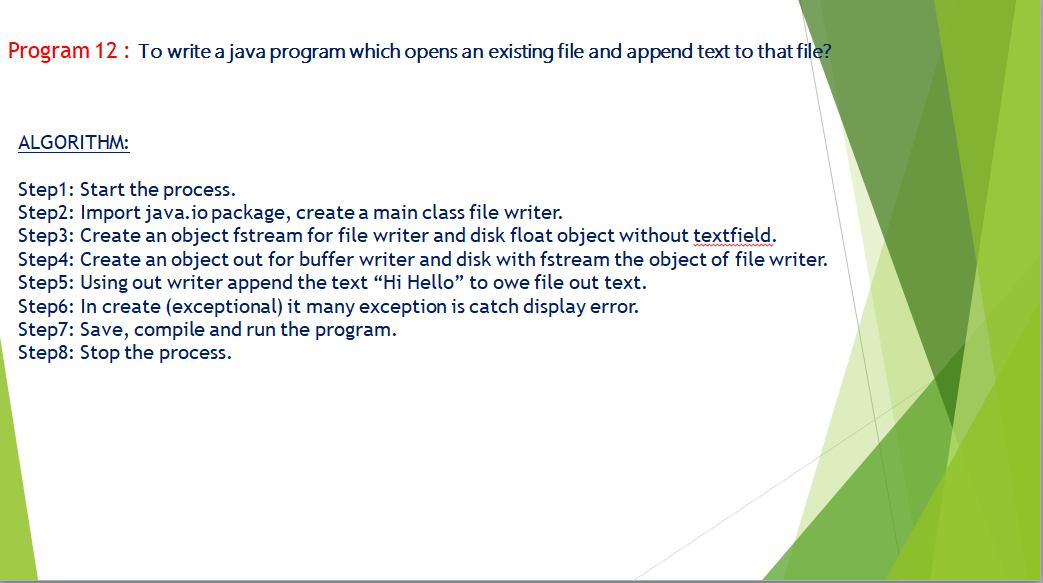 Program 12 : To write a java program which opens an existing file and append text to that file?
ALGORITHM:
Step1: Start the process.
Step2: Import java.io package, create a main class file writer.
Step3: Create an object fstream for file writer and disk float object without textfield.
Step4: Create an object out for buffer writer and disk with fstream the object of file writer.
Step5: Using out writer append the text “Hi Hello” to owe file out text.
Step6: In create (exceptional) it many exception is catch display error.
Step7: Save, compile and run the program.
Step8: Stop the process.